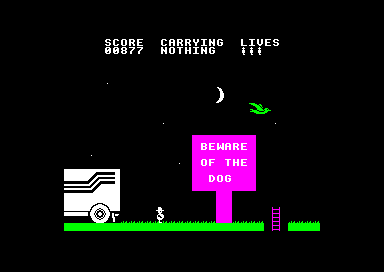 SCORE CARRYING LIVES
00877 NOTHING
BEWARE
OF THE
DOG